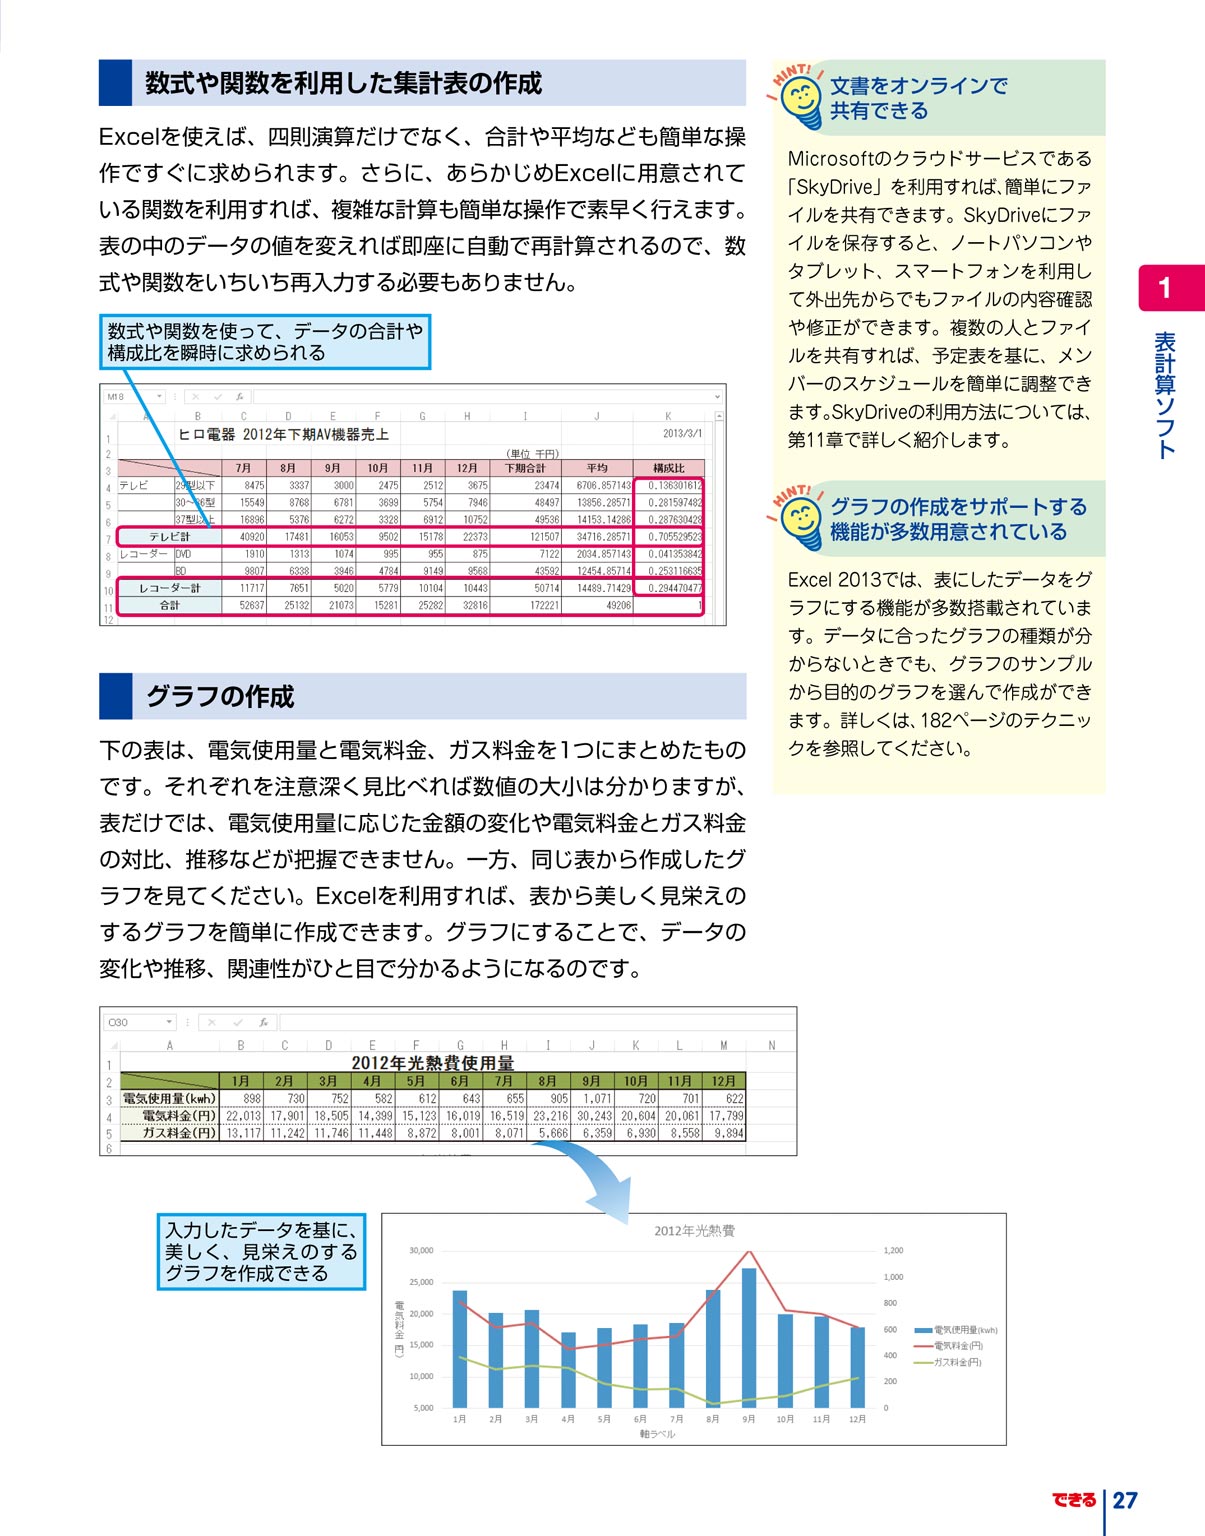 数式や関数を利用した集計表の作成
Excelを使えば、四則演算だけでなく、合計や平均なども簡単な操
作ですぐに求められます。さらに、あらかじめExcelに用意されて
いる関数を利用すれば、複雑な計算も簡単な操作で素早く行えます。
表の中のデータの値を変えれば即座に自動で再計算されるので、数
式や関数をいちいち再入力する必要もありません。
数式や関数を使って、データの合計や
構成比を瞬時に求められる
M18 fx
A B C D E F G H I J K
1 ヒロ電器 2012年下期AV機器売上 2013/3/1
2 (単位 千円)
3 7月 8月 9月 10月 11月 12月 下期合計 平均 構成比
4 テレビ 29型以下 8475 3337 3000 2475 2512 3675 23474 6706.857143 0.136301612
5 30～36型 15549 8768 6781 3699 5754 7946 48497 13856.28571 0.281597482
6 37型以上 16896 5376 6272 3328 6912 10752 49536 14153.14286 0.287630428
7 テレビ計 40920 17481 16053 9502 15178 22373 121507 34716.28571 0.705529523
8 レコーダー DVD 1910 1313 1074 995 955 875 7122 2034.857143 0.041353842
9 BD 9807 6338 3946 4784 9149 9568 43592 12454.85714 0.253116635
10 レコーダー計 11717 7651 5020 5779 10104 10443 50714 14489.71429 0.294470477
11 合計 52637 25132 21073 15281 25282 32816 172221 49206 1
12
グラフの作成
下の表は、電気使用量と電気料金、ガス料金を1つにまとめたもの
です。それぞれを注意深く見比べれば数値の大小は分かりますが、
表だけでは、電気使用量に応じた金額の変化や電気料金とガス料金
の対比、推移などが把握できません。一方、同じ表から作成したグ
ラフを見てください。Excelを利用すれば、表から美しく見栄えの
するグラフを簡単に作成できます。グラフにすることで、データの
変化や推移、関連性がひと目で分かるようになるのです。
O30 fx
A B C D E F G H I J K L M N
1 2012年光熱費使用量
2 1月 2月 3月 4月 5月 6月 7月 8月 9月 10月 11月 12月
3 電気使用量(kwh) 898 730 752 582 612 643 655 905 1,071 720 701 622
4 電気料金(円) 22,013 17,901 18,505 14,399 15,123 16,019 16,519 23,216 30,243 20,604 20,061 17,799
5 ガス料金(円) 13,117 11,242 11,746 11,448 8,872 8,001 8,071 5,666 6,359 6,930 8,558 9,894
6
入力したデータを基に、
美しく、見栄えのする
グラフを作成できる
2012年光熱費
30,000
25,000
20,000
15,000
10,000
5,000
電気料金(円)
1,200
1,000
800
600
400
200
0
電気使用量(kwh)
電気料金(円)
ガス料金(円)
1月 2月 3月 4月 5月 6月 7月 8月 9月 10月 11月 12月
軸ラベル
HINT!
文書をオンラインで
共有できる
Microsoftのクラウドサービスである
「SkyDrive」を利用すれば、簡単にファ
イルを共有できます。SkyDriveにファ
イルを保存すると、ノートパソコンや
タブレット、スマートフォンを利用し
て外出先からでもファイルの内容確認
や修正ができます。複数の人とファイ
ルを共有すれば、予定表を基に、メン
バーのスケジュールを簡単に調整でき
ます。SkyDriveの利用方法については、
第11章で詳しく紹介します。
HINT!
グラフの作成をサポートする
機能が多数用意されている
Excel 2013では、表にしたデータをグ
ラフにする機能が多数搭載されていま
す。データに合ったグラフの種類が分
からないときでも、グラフのサンプル
から目的のグラフを選んで作成ができ
ます。詳しくは、182ページのテクニッ
クを参照してください。
1
表計算ソフト
できる
27